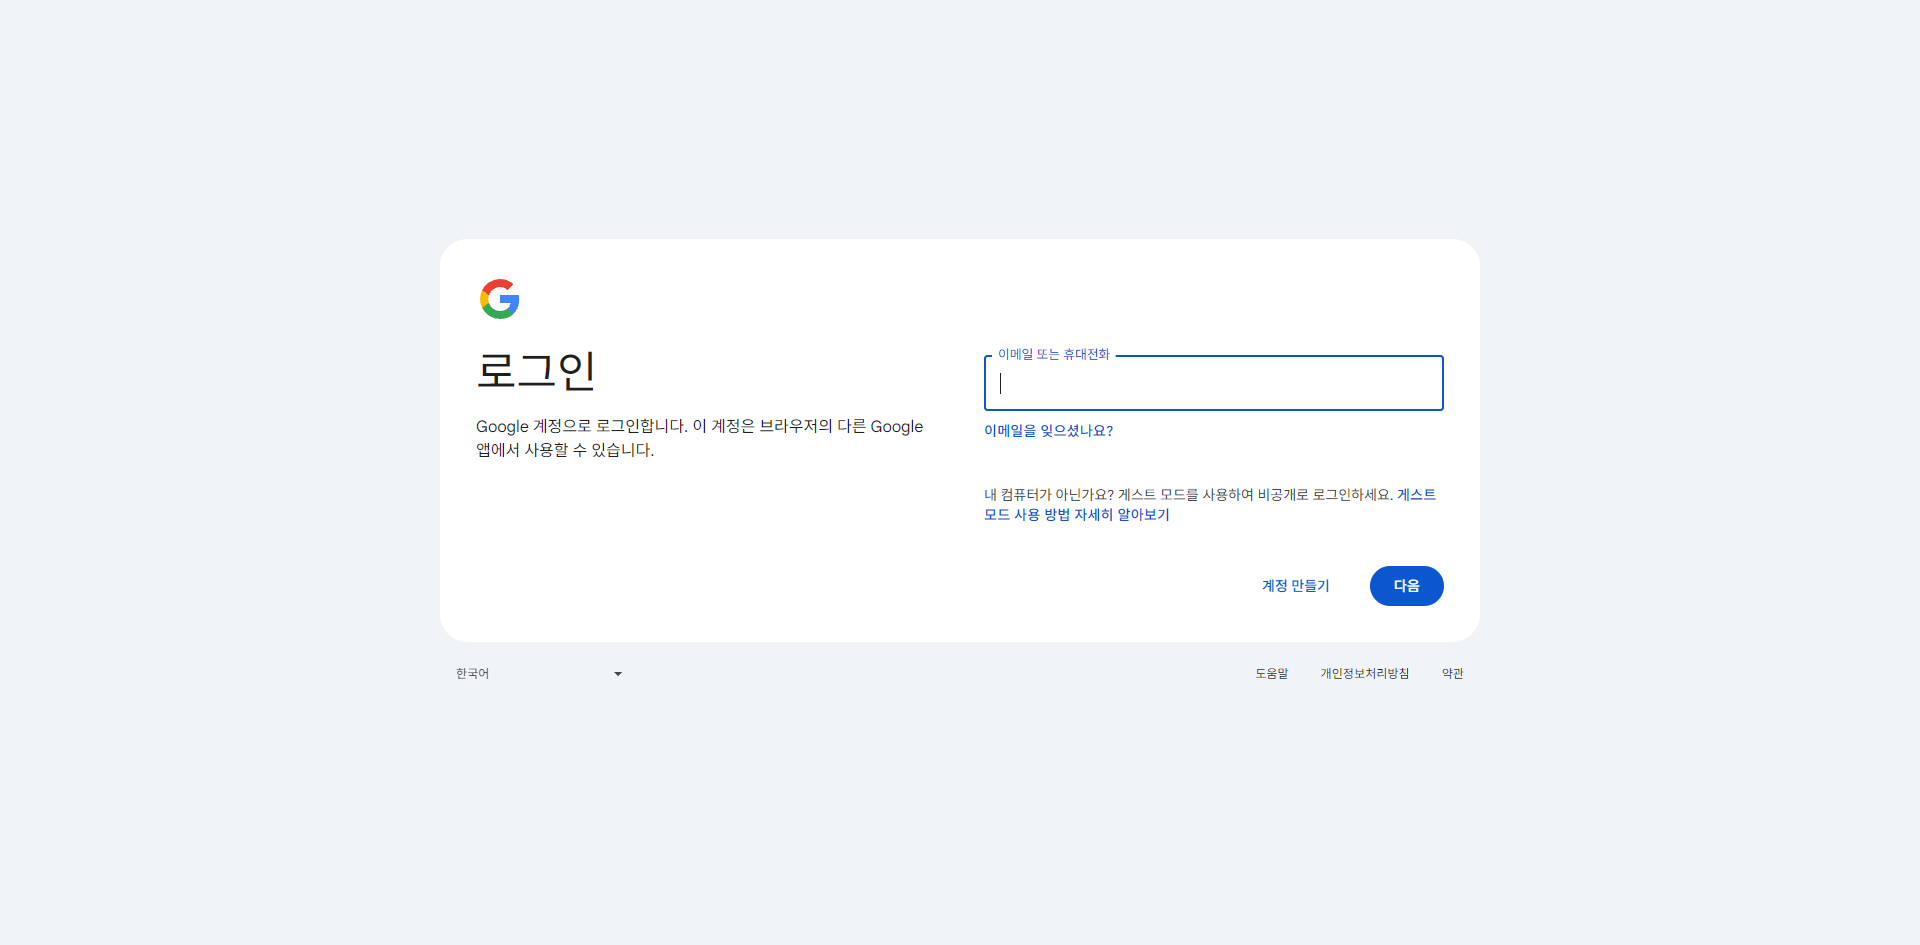 로그인
Google 계정으로 로그인합니다. 이 계정은 브라우저의 다른 Google
앱에서 사용할 수 있습니다.
이메일 또는 휴대전화
이메일을 잊으셨나요?
내 컴퓨터가 아닌가요? 게스트 모드를 사용하여 비공개로 로그인하세요. 게스트
모드 사용 방법 자세히 알아보기
계정 만들기
다음
한국어
도움말
개인정보처리방침
약관